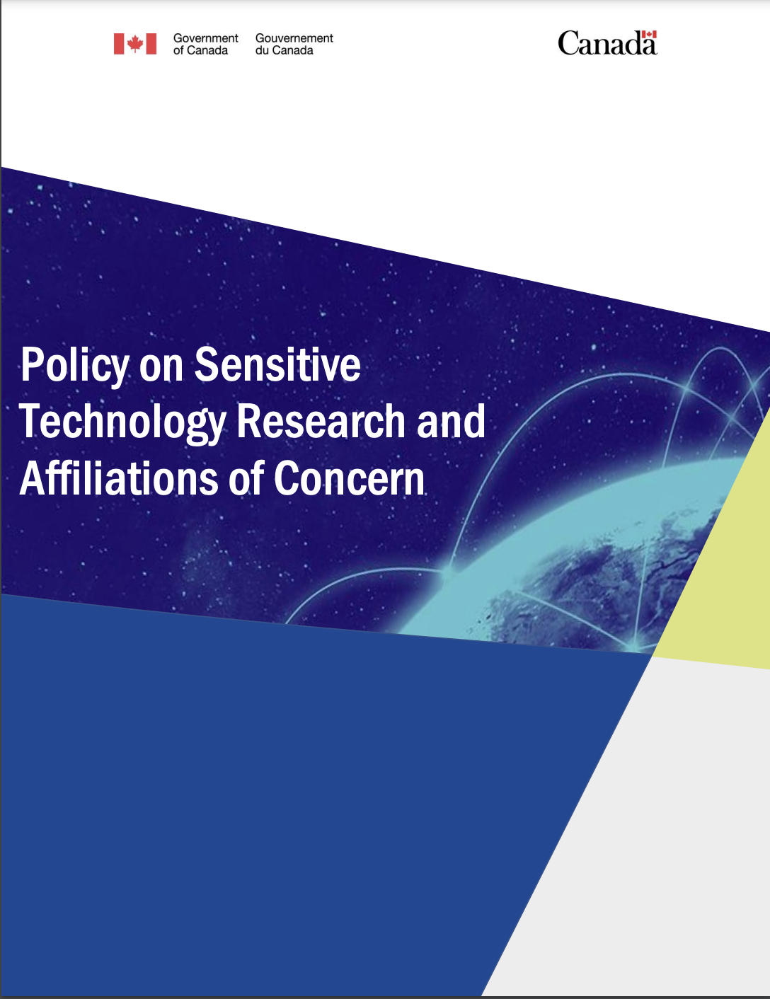 Government
of Canada
Gouvernement
du Canada
Canada
Policy on Sensitive
Technology Research and
Affiliations of Concern